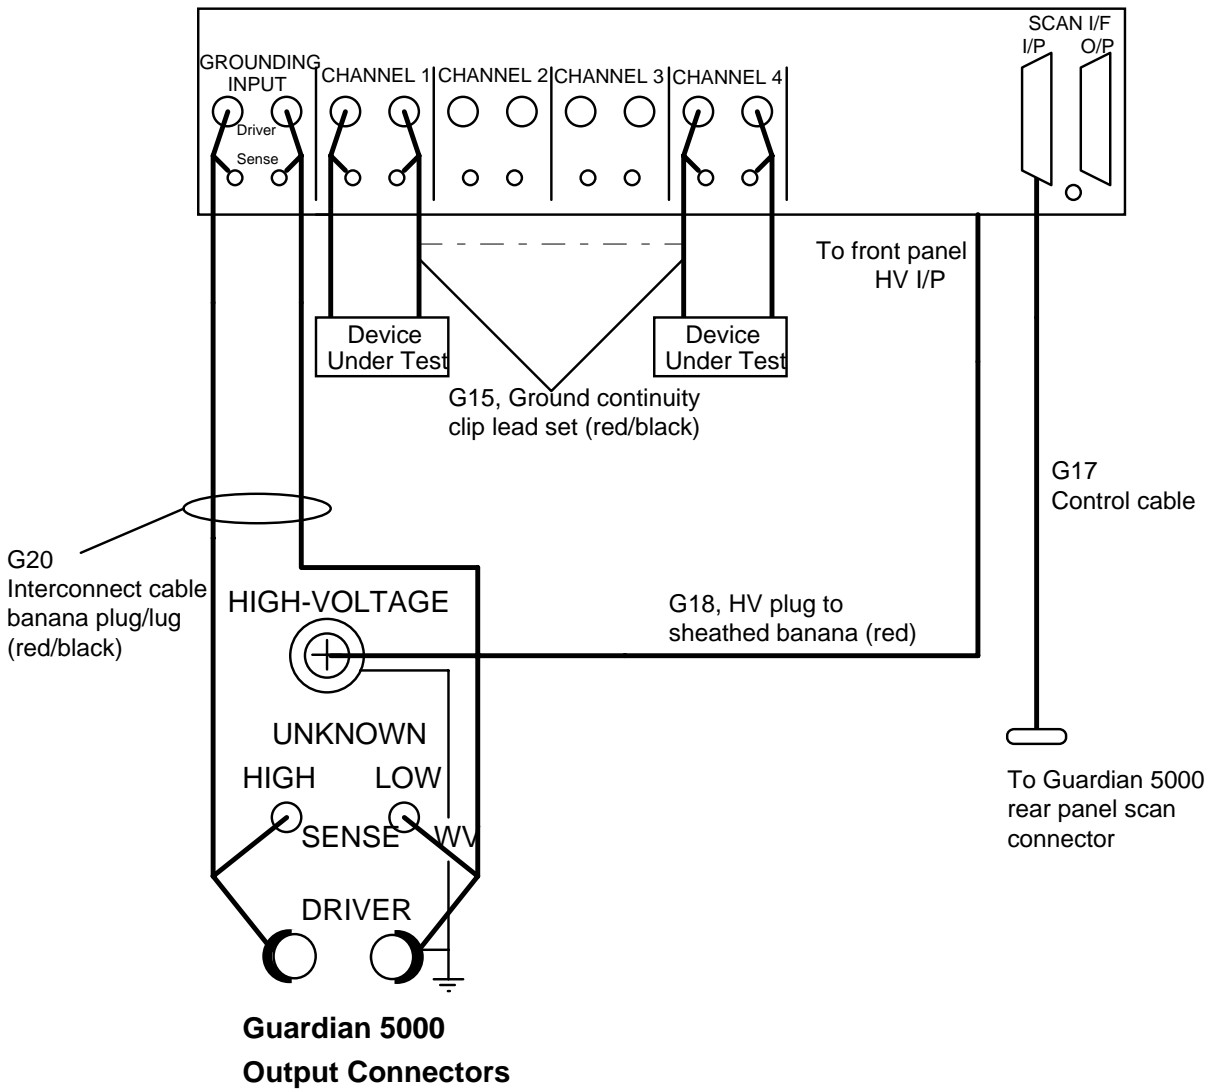 SCAN I/F
I/P O/P
GROUNDING
INPUT
CHANNEL 1
CHANNEL 2
CHANNEL 3
CHANNEL 4
Driver
Sense
To front panel
HV I/P
Device
Under Test
Device
Under Test
G15, Ground continuity
clip lead set (red/black)
G17
Control cable
G20
Interconnect cable
banana plug/lug
(red/black)
HIGH-VOLTAGE
G18, HV plug to
sheathed banana (red)
UNKNOWN
HIGH LOW
SENSE WV
DRIVER
To Guardian 5000
rear panel scan
connector
Guardian 5000
Output Connectors